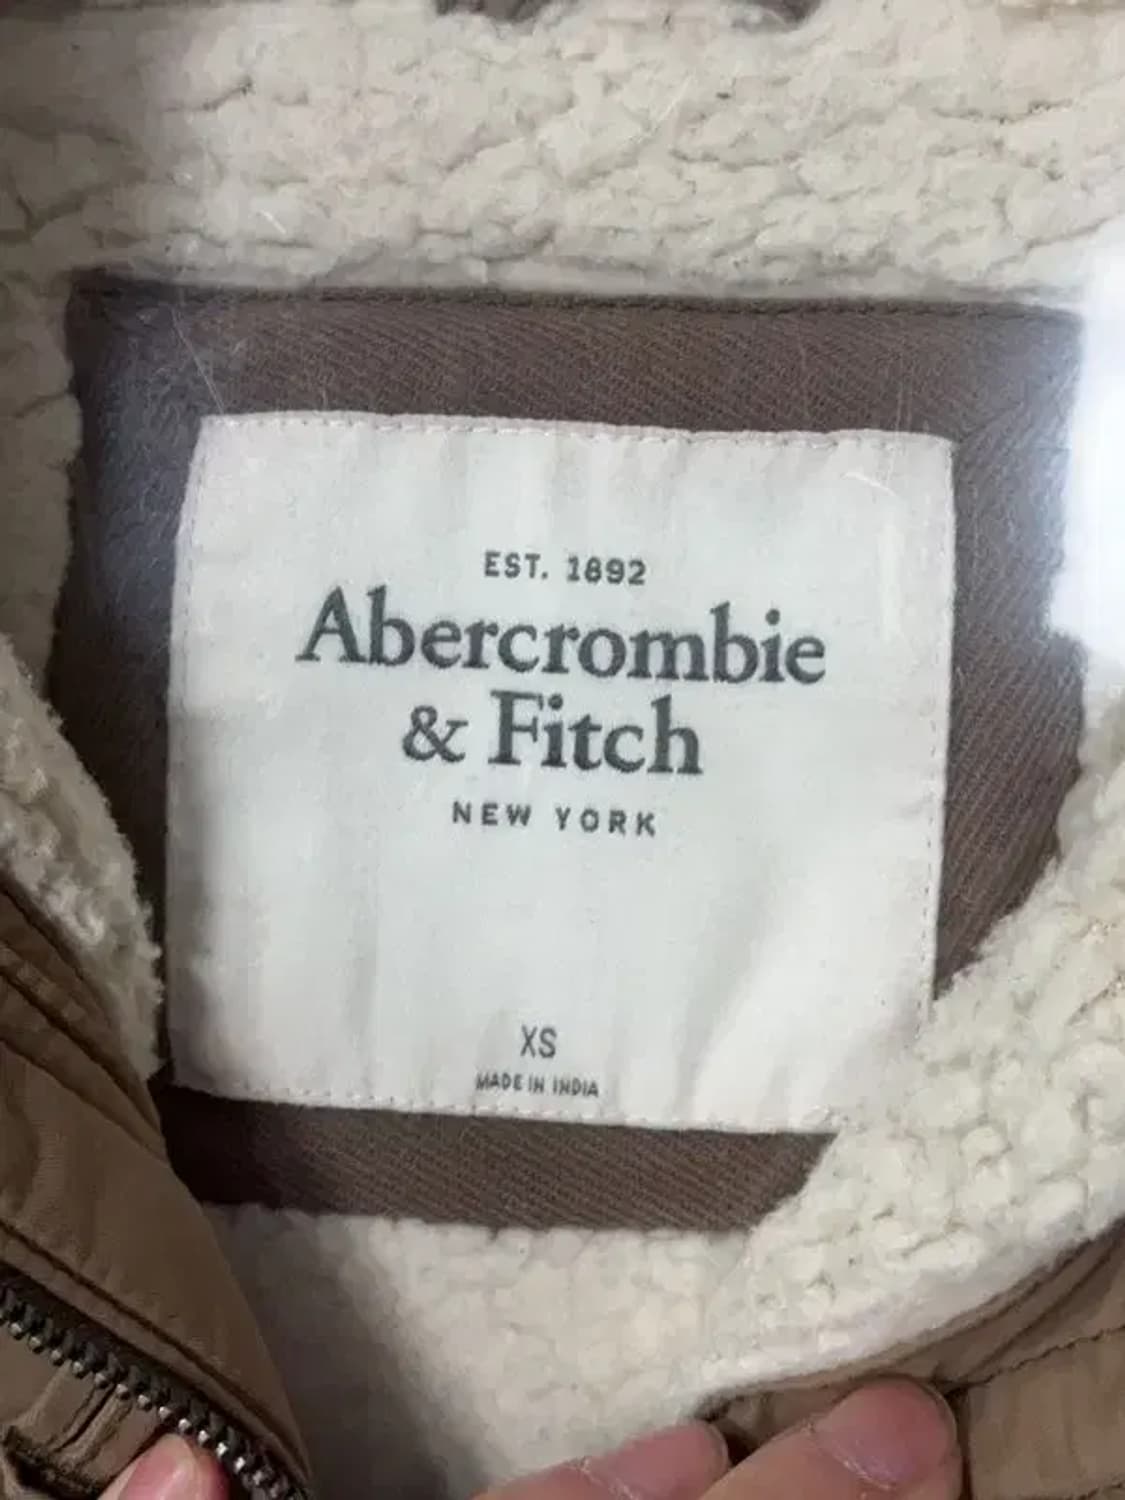 EST. 1892
Abercrombie
& Fitch
NEW YORK
XS
MADE IN INDIA